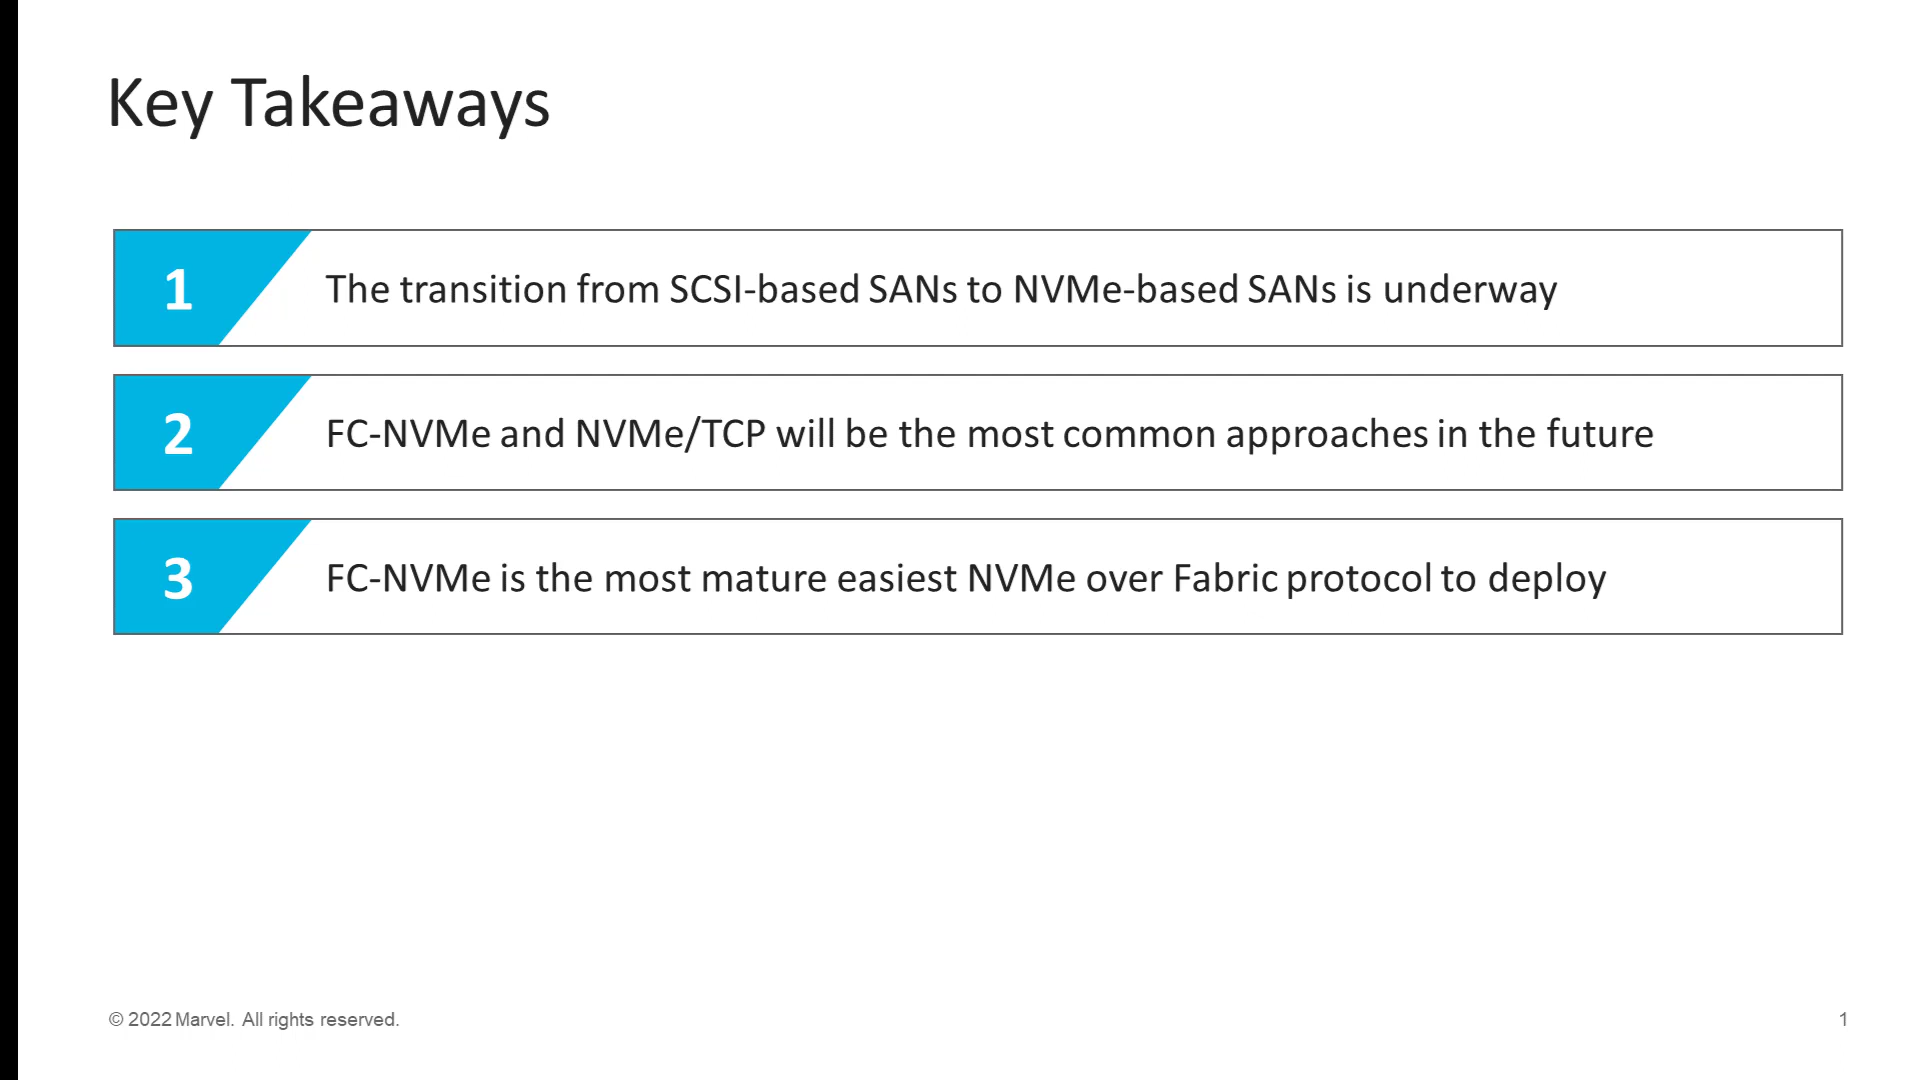 Key Takeaways
1 The transition from SCSI-based SANs to NVMe-based SANs is underway
2 FC-NVMe and NVMe/TCP will be the most common approaches in the future
3 FC-NVMe is the most mature easiest NVMe over Fabric protocol to deploy
© 2022 Marvel. All rights reserved.
1